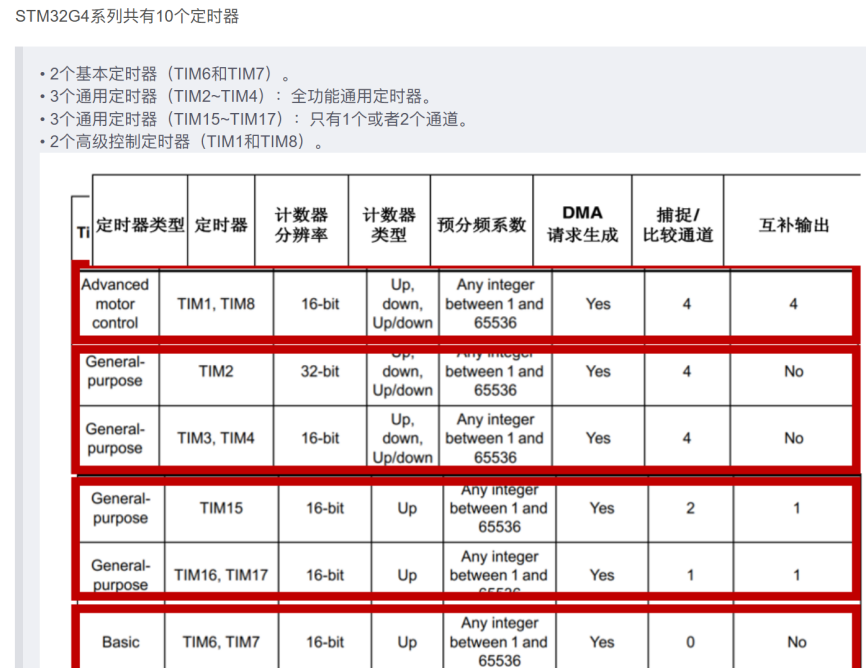 STM32G4系列共有10个定时器
• 2个基本定时器（TIM6和TIM7）。
• 3个通用定时器（TIM2~TIM4）：全功能通用定时器。
• 3个通用定时器（TIM15~TIM17）：只有1个或者2个通道。
• 2个高级控制定时器（TIM1和TIM8）。
Ti 定时器类型 定时器 计数器 分辨率 计数器 类型 预分频系数 DMA 请求生成 捕捉/ 比较通道 互补输出
Advanced motor control TIM1, TIM8 16-bit Up, down, Up/down Any integer between 1 and 65536 Yes 4 4
General-purpose TIM2 32-bit Up, down, Up/down Any integer between 1 and 65536 Yes 4 No
General-purpose TIM3, TIM4 16-bit Up, down, Up/down Any integer between 1 and 65536 Yes 4 No
General-purpose TIM15 16-bit Up Any integer between 1 and 65536 Yes 2 1
General-purpose TIM16, TIM17 16-bit Up Any integer between 1 and 65536 Yes 1 1
Basic TIM6, TIM7 16-bit Up Any integer between 1 and 65536 Yes 0 No